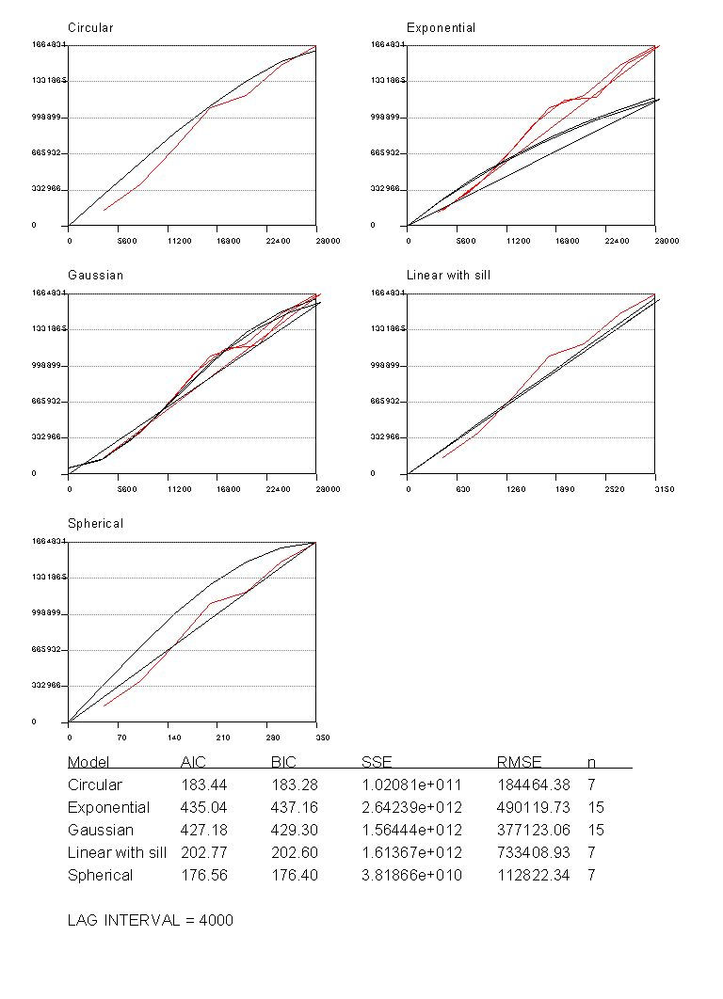 Circular
1664831
1331865
998899
665932
332966
0
0 5600 11200 16800 22400 28000
Exponential
1664831
1331865
998899
665932
332966
0
0 5600 11200 16800 22400 28000
Gaussian
1664831
1331865
998899
665932
332966
0
0 5600 11200 16800 22400 28000
Linear with sill
1664831
1331865
998899
665932
332966
0
0 630 1260 1890 2520 3150
Spherical
1664831
1331865
998899
665932
332966
0
0 70 140 210 280 350
Model AIC BIC SSE RMSE n
Circular 183.44 183.28 1.02081e+011 184464.38 7
Exponential 435.04 437.16 2.64239e+012 490119.73 15
Gaussian 427.18 429.30 1.56444e+012 377123.06 15
Linear with sill 202.77 202.60 1.61367e+012 733408.93 7
Spherical 176.56 176.40 3.81866e+010 112822.34 7
LAG INTERVAL = 4000